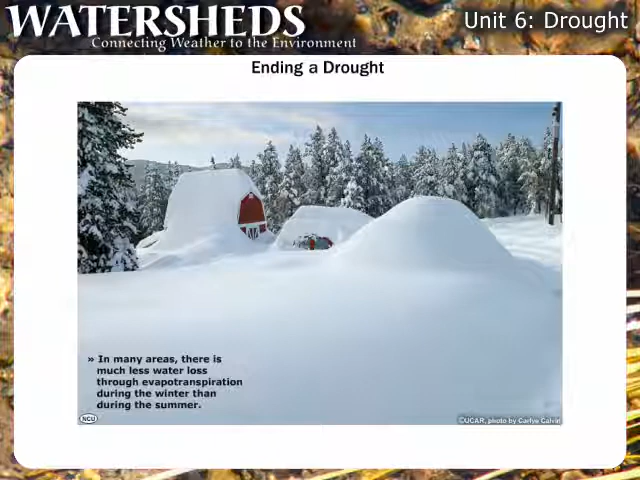 WATERSHEDS
Connecting Weather to the Environment
Unit 6: Drought
Ending a Drought
» In many areas, there is
much less water loss
through evapotranspiration
during the winter than
during the summer.
NCU
©UCAR, photo by Carlye Calvin